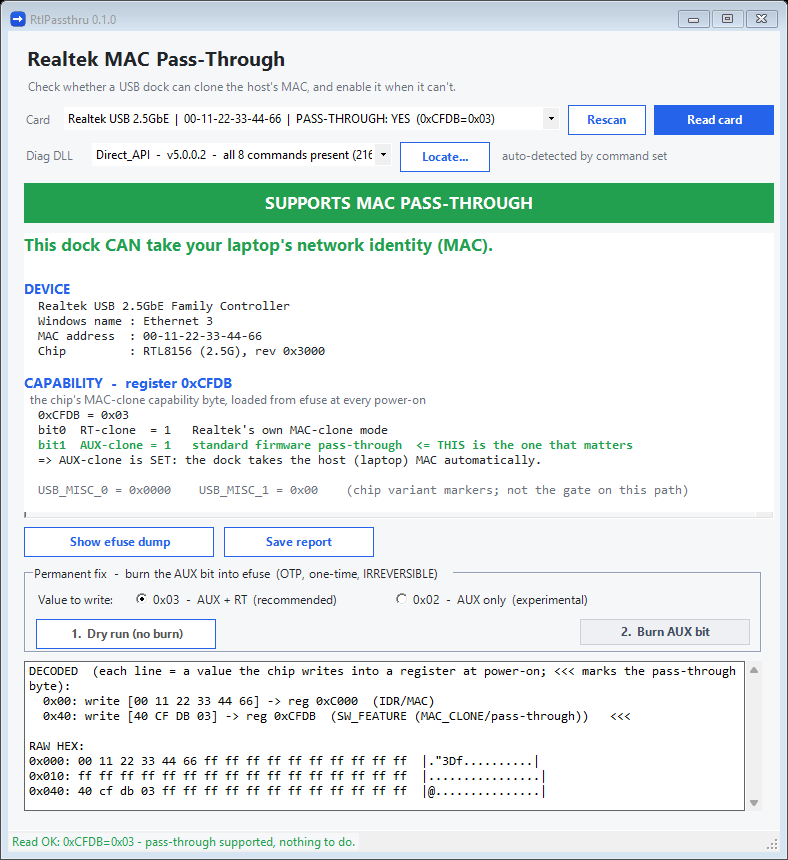 RtlPassthru 0.1.0
Realtek MAC Pass-Through
Check whether a USB dock can clone the host's MAC, and enable it when it can't.
Card Realtek USB 2.5GbE | 00-11-22-33-44-66 | PASS-THROUGH: YES (0xCFDB=0x03) Rescan Read card
Diag DLL Direct_API - v5.0.0.2 - all 8 commands present (216 Locate... auto-detected by command set
SUPPORTS MAC PASS-THROUGH
This dock CAN take your laptop's network identity (MAC).
DEVICE
Realtek USB 2.5GbE Family Controller
Windows name : Ethernet 3
MAC address : 00-11-22-33-44-66
Chip : RTL8156 (2.5G), rev 0x3000
CAPABILITY - register 0xCFDB
the chip's MAC-clone capability byte, loaded from efuse at every power-on
0xCFDB = 0x03
bit0 RT-clone = 1 Realtek's own MAC-clone mode
bit1 AUX-clone = 1 standard firmware pass-through <= THIS is the one that matters
=> AUX-clone is SET: the dock takes the host (laptop) MAC automatically.
USB_MISC_0 = 0x0000 USB_MISC_1 = 0x00 (chip variant markers; not the gate on this path)
Show efuse dump Save report
Permanent fix - burn the AUX bit into efuse (OTP, one-time, IRREVERSIBLE)
Value to write: 0x03 - AUX + RT (recommended) 0x02 - AUX only (experimental)
1. Dry run (no burn) 2. Burn AUX bit
DECODED (each line = a value the chip writes into a register at power-on; <<< marks the pass-through
byte):
0x00: write [00 11 22 33 44 66] -> reg 0xC000 (IDR/MAC)
0x40: write [40 CF DB 03] -> reg 0xCFDB (SW_FEATURE (MAC_CLONE/pass-through)) <<<
RAW HEX:
0x000: 00 11 22 33 44 66 ff ff ff ff ff ff ff ff ff ff |."3Df..........|
0x010: ff ff ff ff ff ff ff ff ff ff ff ff ff ff ff ff |................|
0x040: 40 cf db 03 ff ff ff ff ff ff ff ff ff ff ff ff |@...............|
Read OK: 0xCFDB=0x03 - pass-through supported, nothing to do.